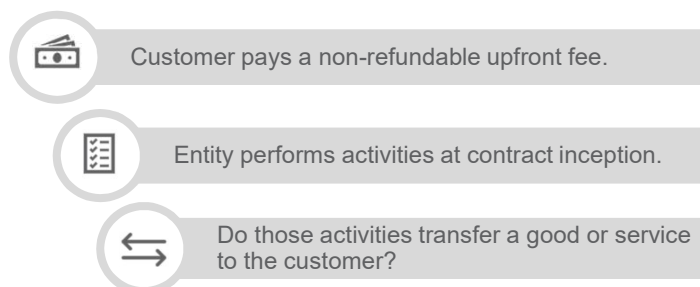 Customer pays a non-refundable upfront fee.
Entity performs activities at contract inception.
Do those activities transfer a good or service
to the customer?